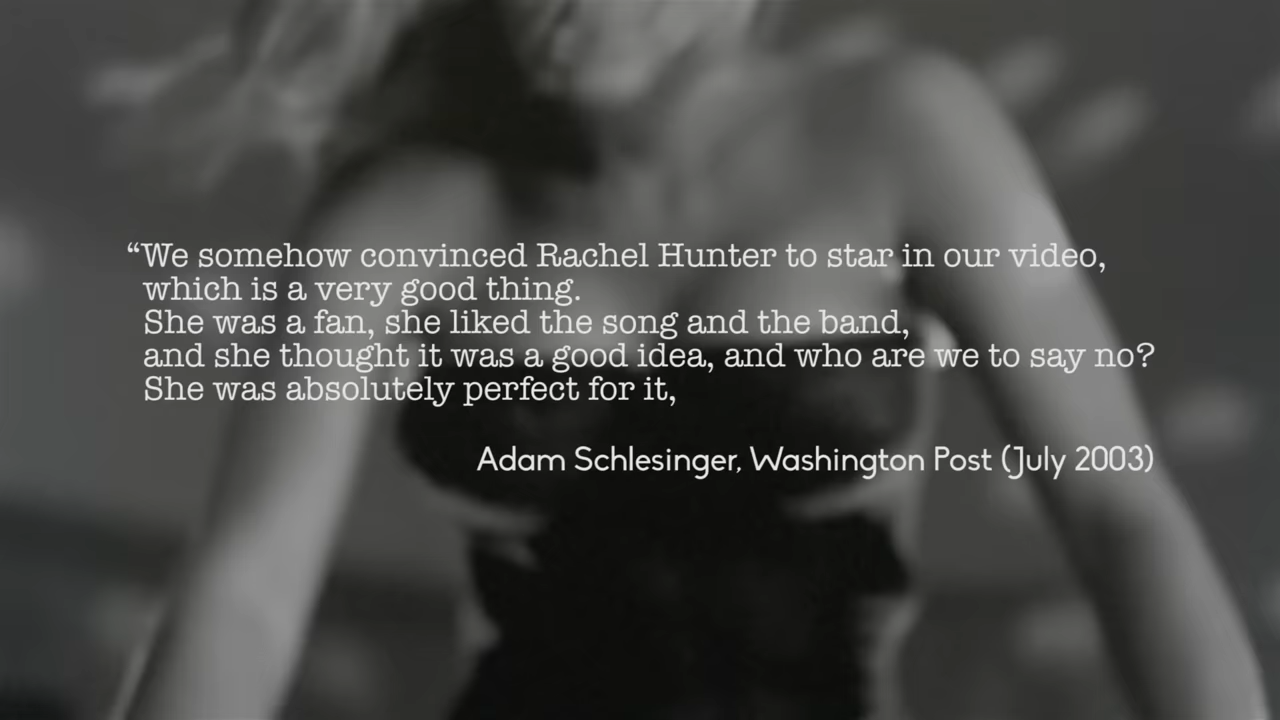 “We somehow convinced Rachel Hunter to star in our video,
which is a very good thing.
She was a fan, she liked the song and the band,
and she thought it was a good idea, and who are we to say no?
She was absolutely perfect for it,
Adam Schlesinger, Washington Post (July 2003)